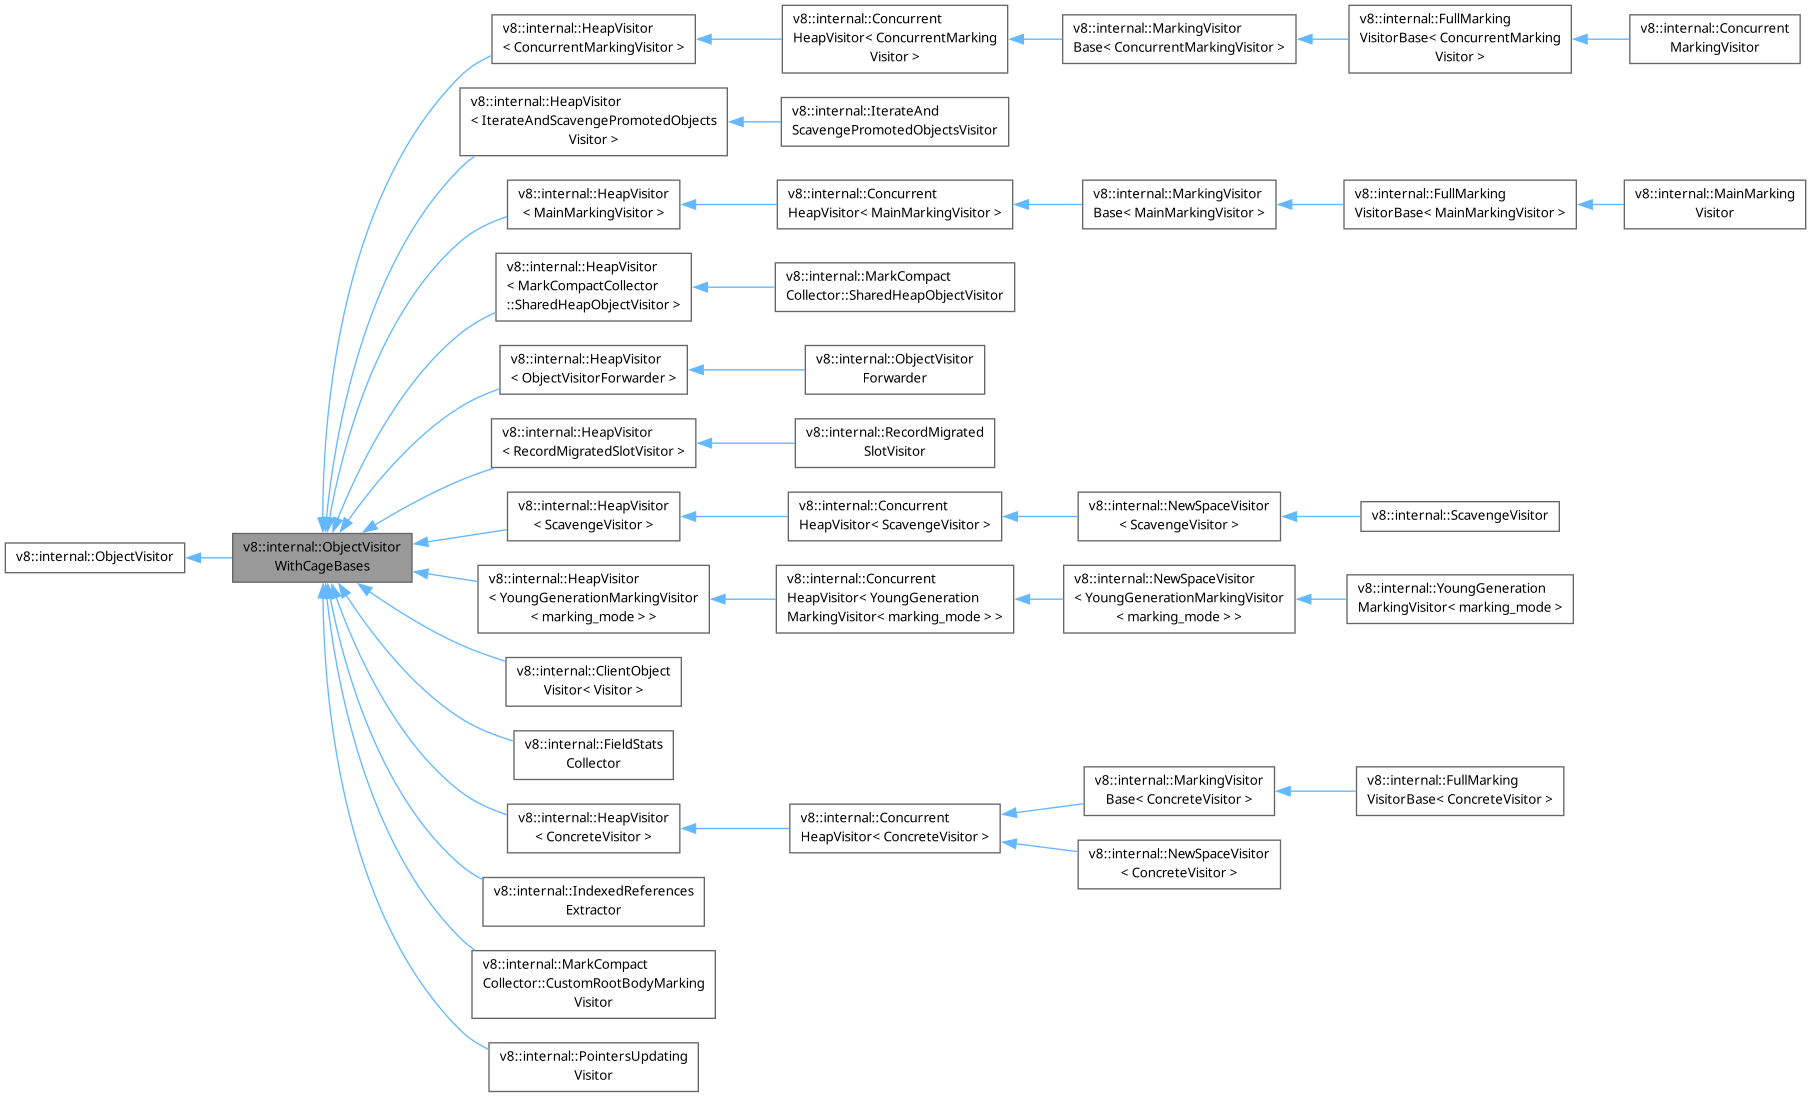 v8::internal::HeapVisitor
< ConcurrentMarkingVisitor >
v8::internal::Concurrent
HeapVisitor< ConcurrentMarking
Visitor >
v8::internal::MarkingVisitor
Base< ConcurrentMarkingVisitor >
v8::internal::FullMarking
VisitorBase< ConcurrentMarking
Visitor >
v8::internal::Concurrent
MarkingVisitor
v8::internal::HeapVisitor
< IterateAndScavengePromotedObjects
Visitor >
v8::internal::IterateAnd
ScavengePromotedObjectsVisitor
v8::internal::HeapVisitor
< MainMarkingVisitor >
v8::internal::Concurrent
HeapVisitor< MainMarkingVisitor >
v8::internal::MarkingVisitor
Base< MainMarkingVisitor >
v8::internal::FullMarking
VisitorBase< MainMarkingVisitor >
v8::internal::MainMarking
Visitor
v8::internal::HeapVisitor
< MarkCompactCollector
::SharedHeapObjectVisitor >
v8::internal::MarkCompact
Collector::SharedHeapObjectVisitor
v8::internal::HeapVisitor
< ObjectVisitorForwarder >
v8::internal::ObjectVisitor
Forwarder
v8::internal::HeapVisitor
< RecordMigratedSlotVisitor >
v8::internal::RecordMigrated
SlotVisitor
v8::internal::HeapVisitor
< ScavengeVisitor >
v8::internal::Concurrent
HeapVisitor< ScavengeVisitor >
v8::internal::NewSpaceVisitor
< ScavengeVisitor >
v8::internal::ScavengeVisitor
v8::internal::ObjectVisitor
v8::internal::ObjectVisitor
WithCageBases
v8::internal::HeapVisitor
< YoungGenerationMarkingVisitor
< marking_mode > >
v8::internal::Concurrent
HeapVisitor< YoungGeneration
MarkingVisitor< marking_mode > >
v8::internal::NewSpaceVisitor
< YoungGenerationMarkingVisitor
< marking_mode > >
v8::internal::YoungGeneration
MarkingVisitor< marking_mode >
v8::internal::ClientObject
Visitor< Visitor >
v8::internal::FieldStats
Collector
v8::internal::HeapVisitor
< ConcreteVisitor >
v8::internal::Concurrent
HeapVisitor< ConcreteVisitor >
v8::internal::MarkingVisitor
Base< ConcreteVisitor >
v8::internal::FullMarking
VisitorBase< ConcreteVisitor >
v8::internal::NewSpaceVisitor
< ConcreteVisitor >
v8::internal::IndexedReferences
Extractor
v8::internal::MarkCompact
Collector::CustomRootBodyMarking
Visitor
v8::internal::PointersUpdating
Visitor